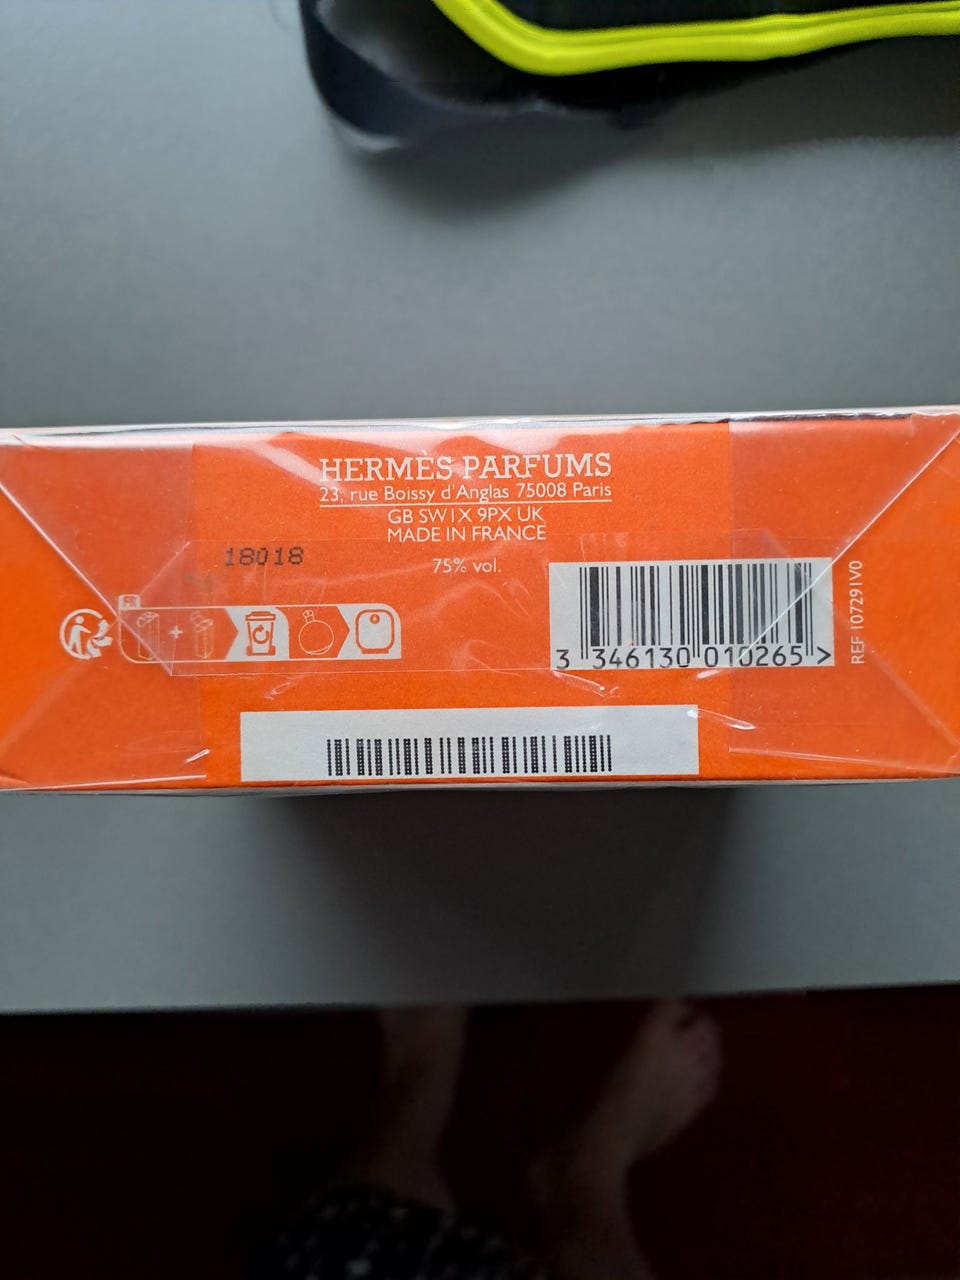 HERMÈS PARFUMS
23, rue Boissy d'Anglas 75008 Paris
GB SW1X 9PX UK
MADE IN FRANCE
18018
75% vol.
FR
+
3 346130 010265 >
REF 107291V0